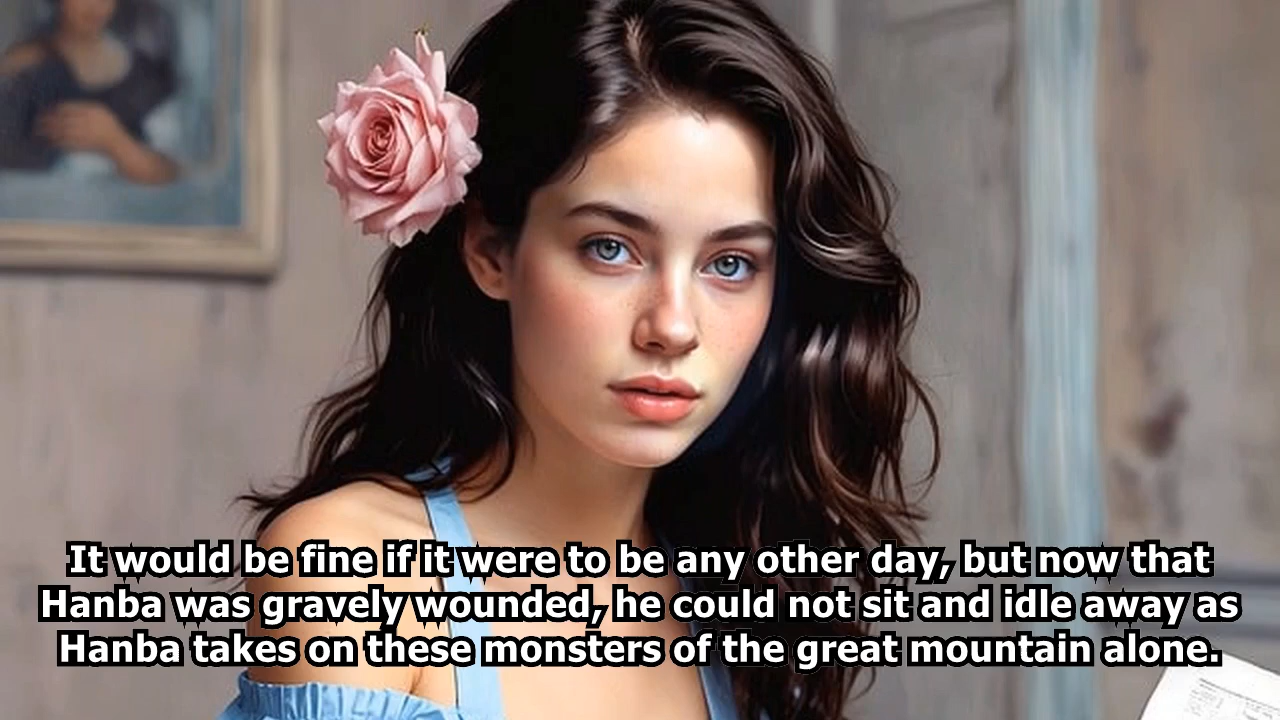 It would be fine if it were to be any other day, but now that
Hanba was gravely wounded, he could not sit and idle away as
Hanba takes on these monsters of the great mountain alone.